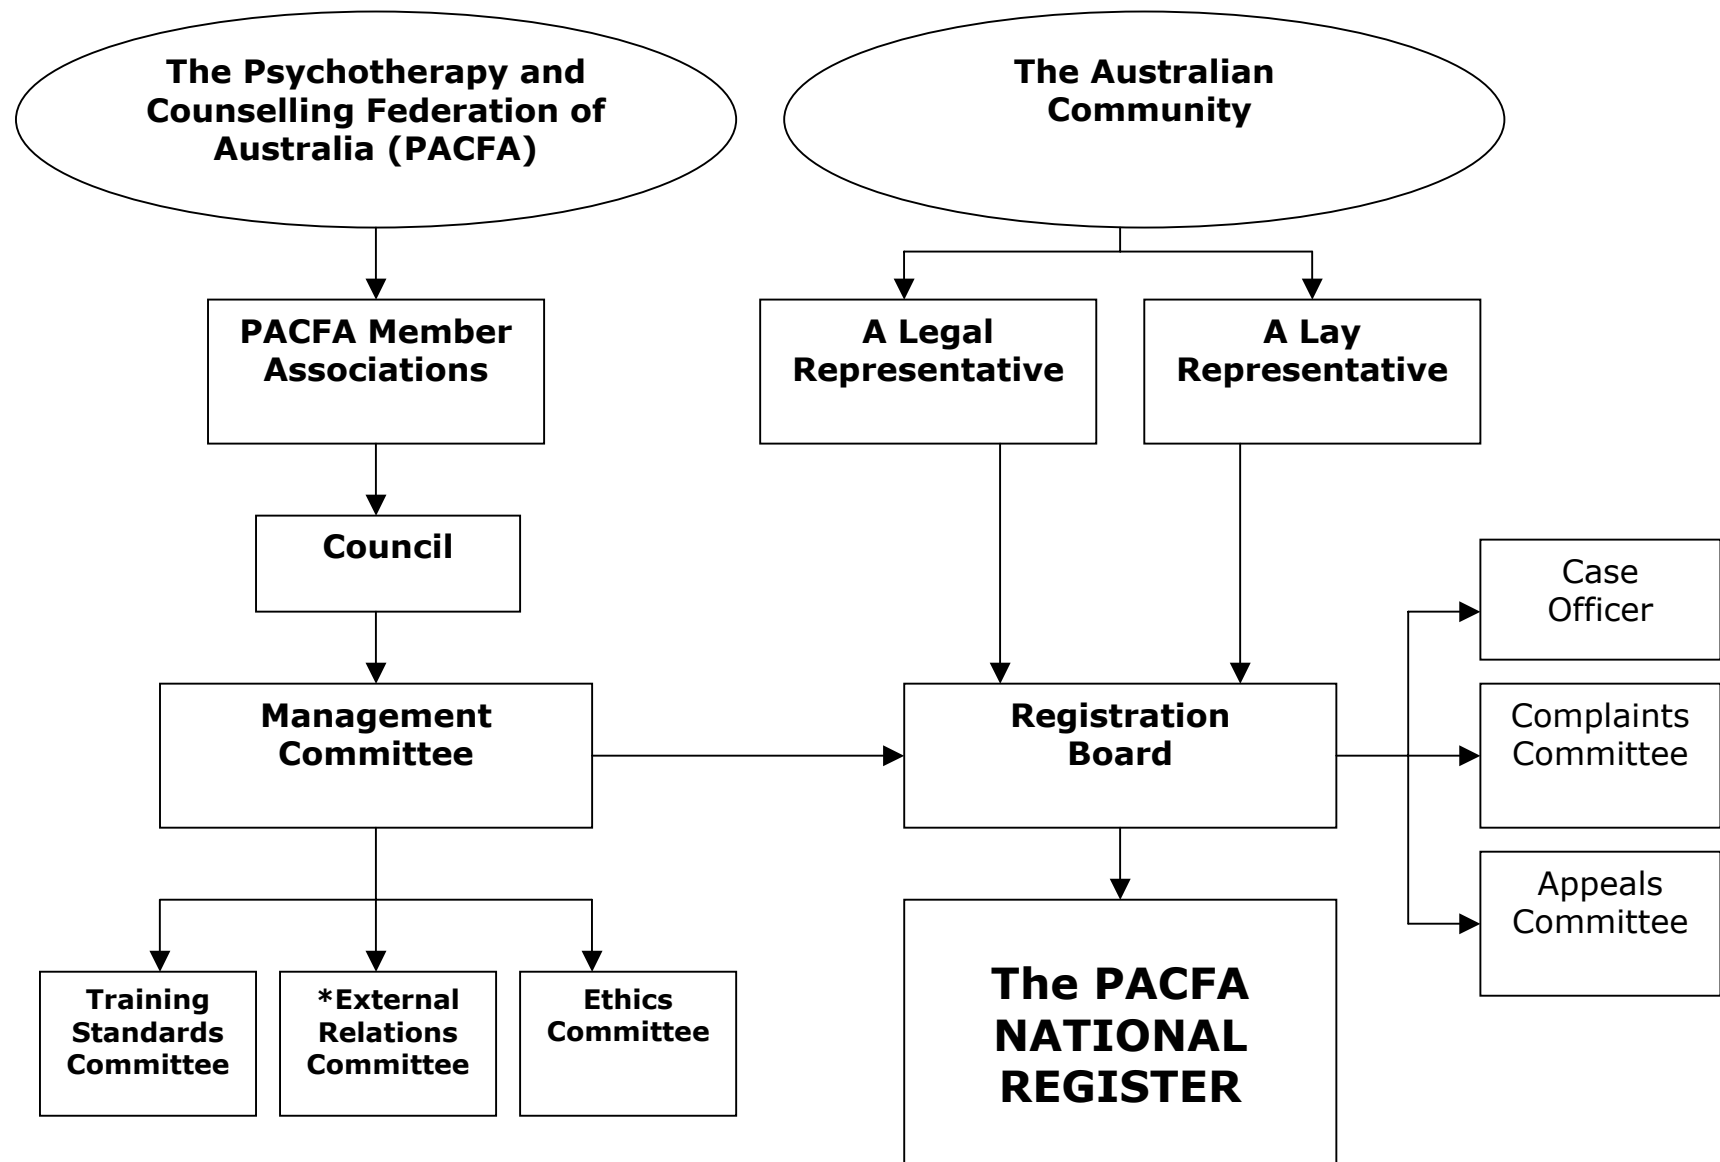 The Psychotherapy and
Counselling Federation of
Australia (PACFA)
The Australian
Community
PACFA Member
Associations
A Legal
Representative
A Lay
Representative
Council
Case
Officer
Management
Committee
Registration
Board
Complaints
Committee
Appeals
Committee
Training
Standards
Committee
*External
Relations
Committee
Ethics
Committee
The PACFA
NATIONAL
REGISTER